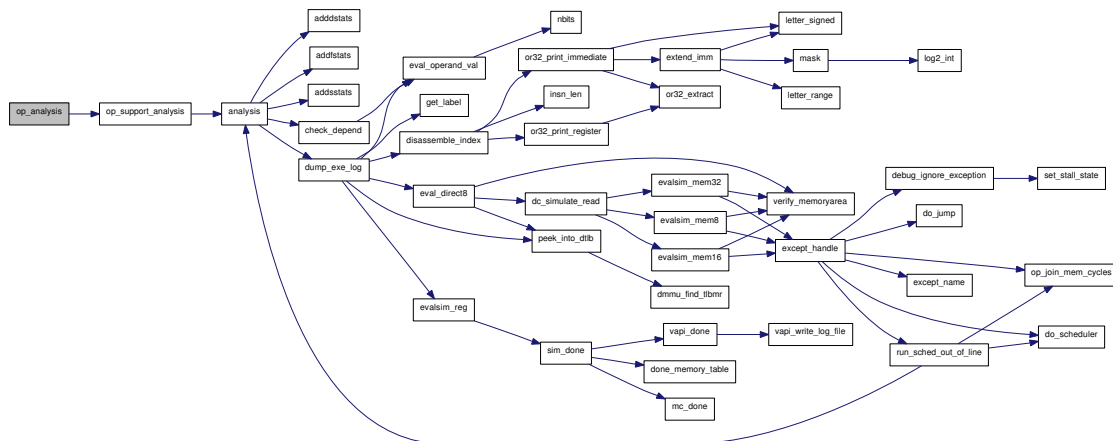 op_analysis
op_support_analysis
analysis
adddstats
addfstats
addsstats
check_depend
dump_exe_log
eval_operand_val
get_label
disassemble_index
eval_direct8
evalsim_reg
nbits
or32_print_immediate
insn_len
or32_print_register
dc_simulate_read
peek_into_dtlb
sim_done
extend_imm
or32_extract
evalsim_mem32
evalsim_mem8
evalsim_mem16
dmmu_find_tlbmr
vapi_done
done_memory_table
mc_done
letter_signed
mask
letter_range
verify_memoryarea
except_handle
vapi_write_log_file
log2_int
debug_ignore_exception
do_jump
except_name
run_sched_out_of_line
set_stall_state
op_join_mem_cycles
do_scheduler